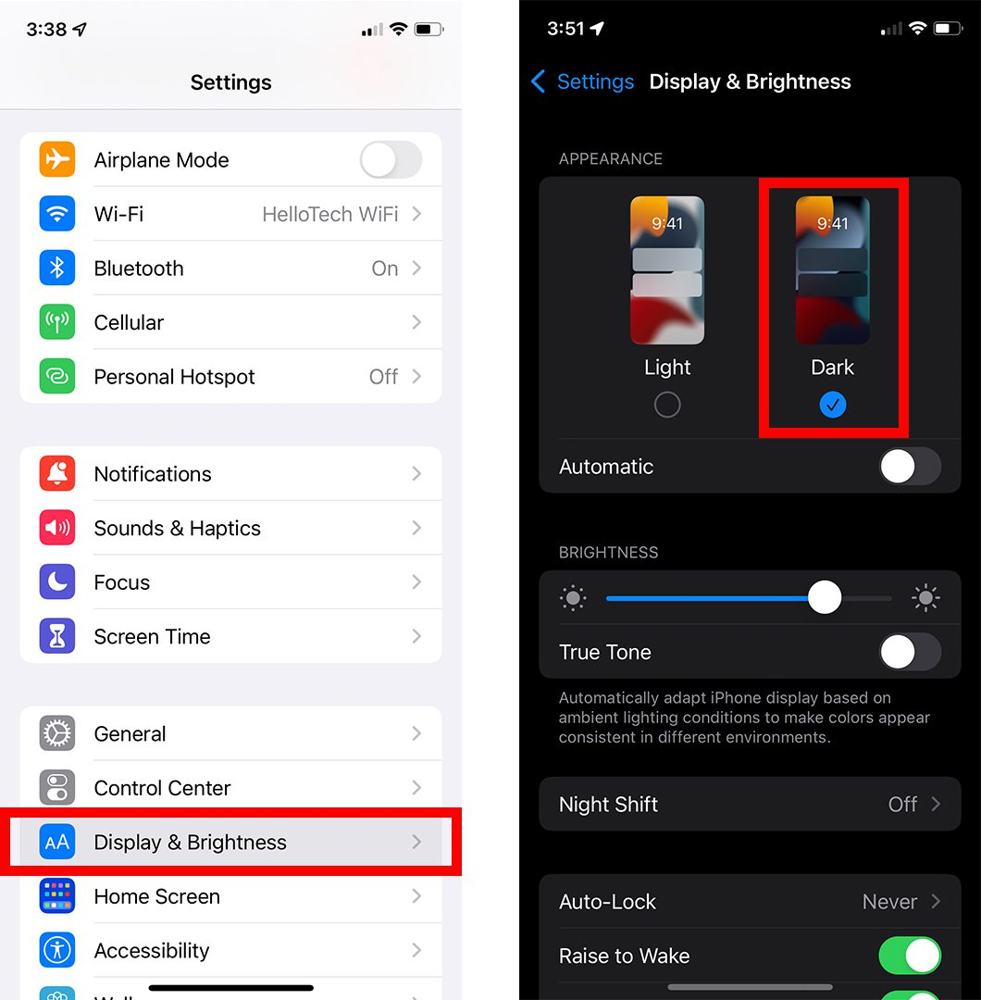 3:38
Settings
Airplane Mode
Wi-Fi HelloTech WiFi
Bluetooth On
Cellular
Personal Hotspot Off
Notifications
Sounds & Haptics
Focus
Screen Time
General
Control Center
AA Display & Brightness
Home Screen
Accessibility
3:51
Settings Display & Brightness
APPEARANCE
9:41 9:41
Light Dark
Automatic
BRIGHTNESS
True Tone
Automatically adapt iPhone display based on
ambient lighting conditions to make colors appear
consistent in different environments.
Night Shift Off
Auto-Lock Never
Raise to Wake